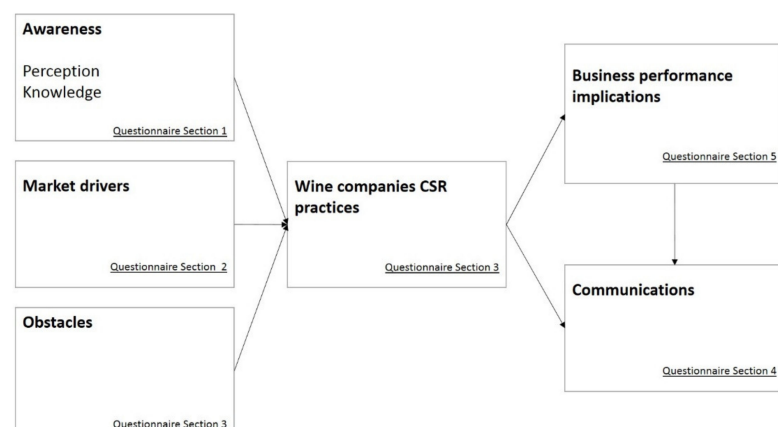 Awareness
Perception
Knowledge
Questionnaire Section 1
Market drivers
Questionnaire Section 2
Obstacles
Questionnaire Section 3
Wine companies CSR
practices
Questionnaire Section 3
Business performance
implications
Questionnaire Section 5
Communications
Questionnaire Section 4